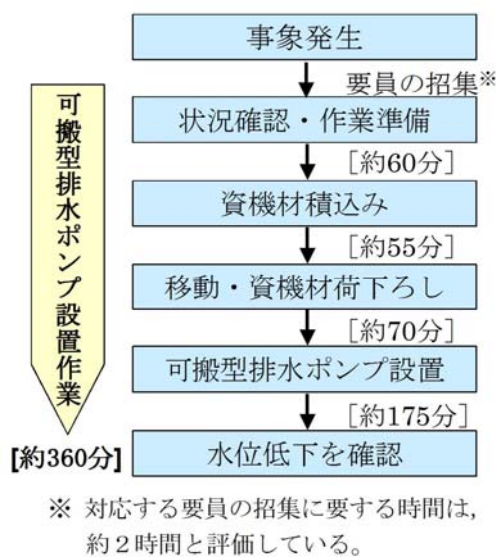 事象発生
要員の招集※
状況確認・作業準備
[約60分]
資機材積込み
[約55分]
移動・資機材荷下ろし
[約70分]
可搬型排水ポンプ設置
[約175分]
水位低下を確認
可搬型排水ポンプ設置作業
[約360分]
※ 対応する要員の招集に要する時間は,
約２時間と評価している。